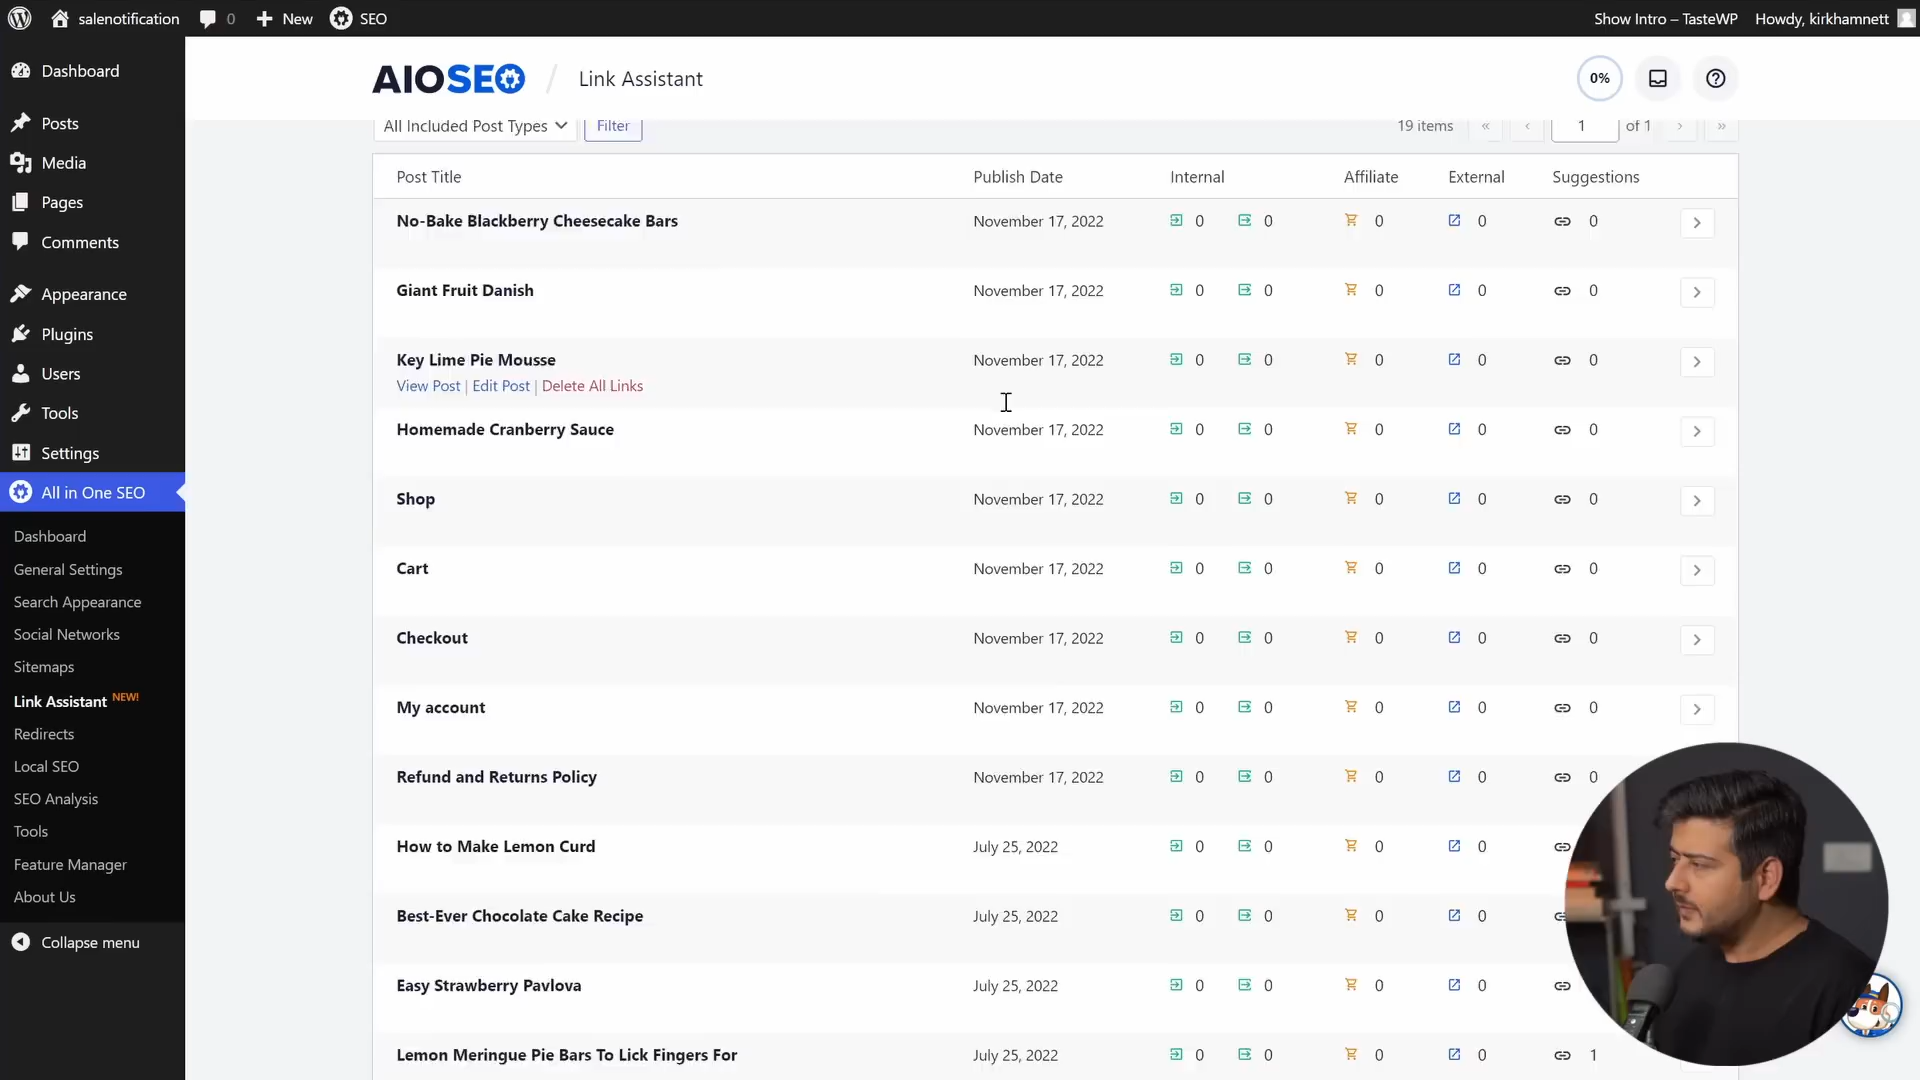 salenotification 0 New SEO Show Intro – TasteWP Howdy, kirkhamnett
Dashboard
Posts
Media
Pages
Comments
Appearance
Plugins
Users
Tools
Settings
All in One SEO
Dashboard
General Settings
Search Appearance
Social Networks
Sitemaps
Link Assistant NEW!
Redirects
Local SEO
SEO Analysis
Tools
Feature Manager
About Us
Collapse menu
AIOSEO / Link Assistant 0%
All Included Post Types Filter 19 items « ‹ 1 of 1 › »
Post Title Publish Date Internal Affiliate External Suggestions
No-Bake Blackberry Cheesecake Bars November 17, 2022 0 0 0 0 0
Giant Fruit Danish November 17, 2022 0 0 0 0 0
Key Lime Pie Mousse November 17, 2022 0 0 0 0 0
View Post | Edit Post | Delete All Links
Homemade Cranberry Sauce November 17, 2022 0 0 0 0 0
Shop November 17, 2022 0 0 0 0 0
Cart November 17, 2022 0 0 0 0 0
Checkout November 17, 2022 0 0 0 0 0
My account November 17, 2022 0 0 0 0 0
Refund and Returns Policy November 17, 2022 0 0 0 0 0
How to Make Lemon Curd July 25, 2022 0 0 0 0
Best-Ever Chocolate Cake Recipe July 25, 2022 0 0 0 0
Easy Strawberry Pavlova July 25, 2022 0 0 0 0
Lemon Meringue Pie Bars To Lick Fingers For July 25, 2022 0 0 0 0 1